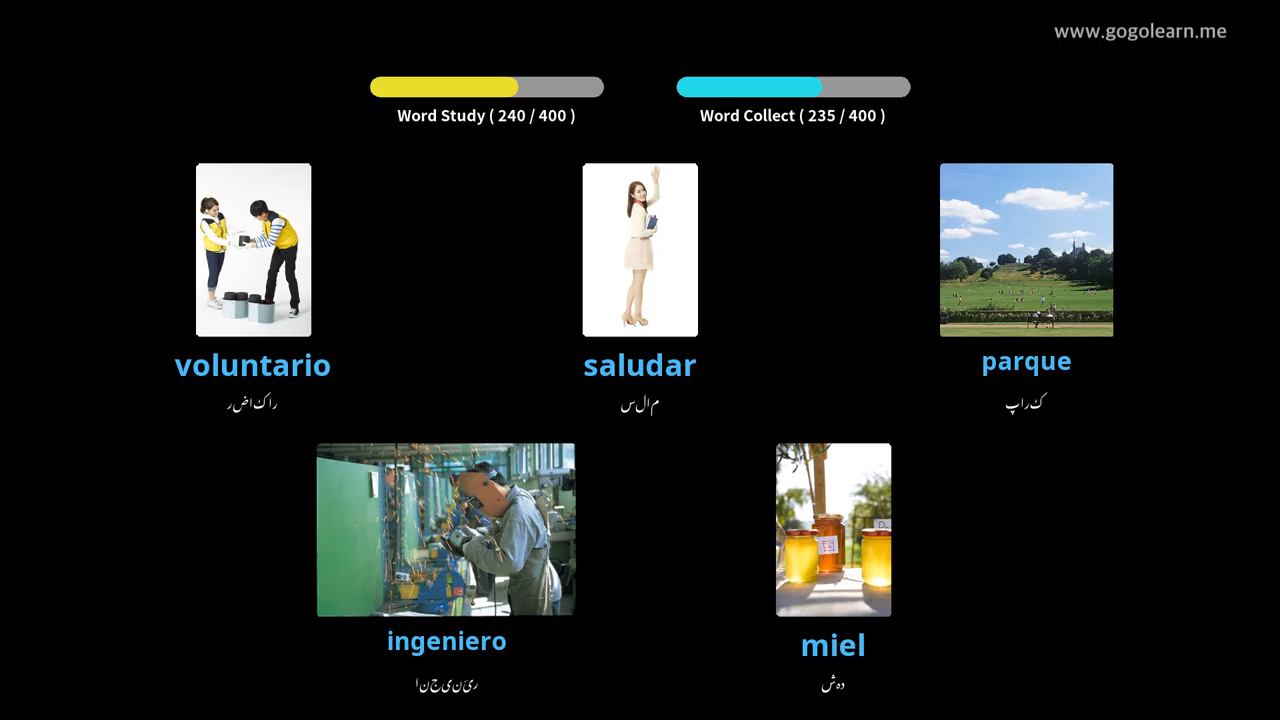 www.gogolearn.me
Word Study ( 240 / 400 )
Word Collect ( 235 / 400 )
voluntario
saludar
parque
رضاکار
سلام
پارک
ingeniero
miel
انجینئر
شہد